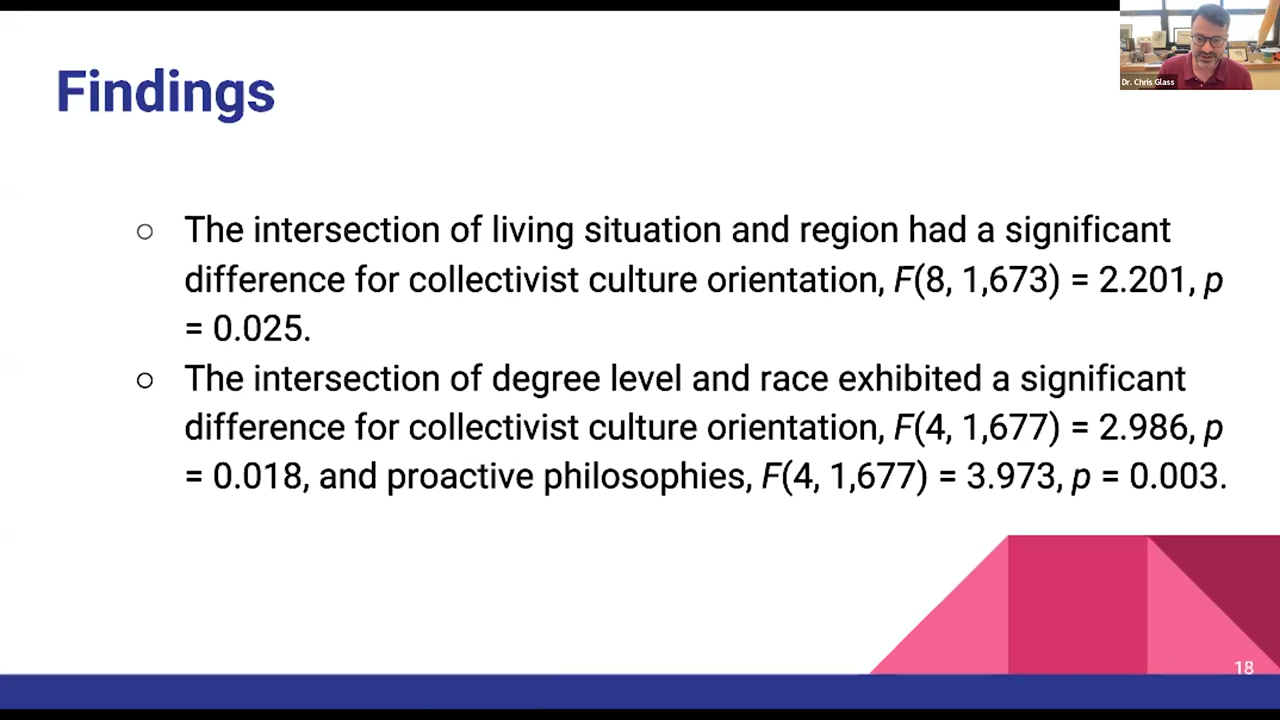 Dr. Chris Glass
Findings
○ The intersection of living situation and region had a significant
difference for collectivist culture orientation, F(8, 1,673) = 2.201, p
= 0.025.
○ The intersection of degree level and race exhibited a significant
difference for collectivist culture orientation, F(4, 1,677) = 2.986, p
= 0.018, and proactive philosophies, F(4, 1,677) = 3.973, p = 0.003.
18